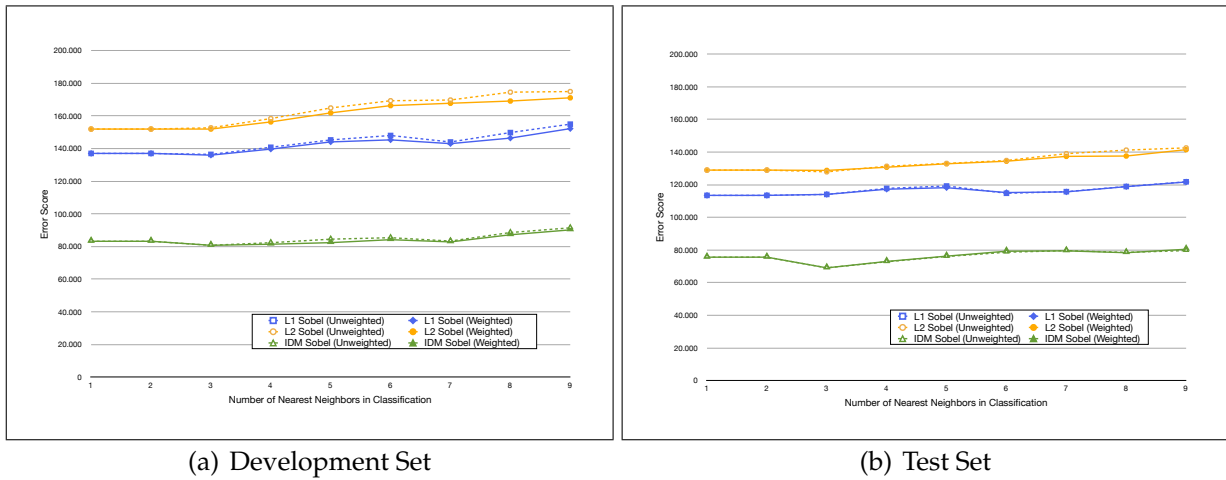 200.000
180.000
160.000
140.000
120.000
100.000
80.000
60.000
40.000
20.000
0
Error Score
L1 Sobel (Unweighted) L1 Sobel (Weighted)
L2 Sobel (Unweighted) L2 Sobel (Weighted)
IDM Sobel (Unweighted) IDM Sobel (Weighted)
1 2 3 4 5 6 7 8 9
Number of Nearest Neighbors in Classification
(a) Development Set
200.000
180.000
160.000
140.000
120.000
100.000
80.000
60.000
40.000
20.000
0
Error Score
L1 Sobel (Unweighted) L1 Sobel (Weighted)
L2 Sobel (Unweighted) L2 Sobel (Weighted)
IDM Sobel (Unweighted) IDM Sobel (Weighted)
1 2 3 4 5 6 7 8 9
Number of Nearest Neighbors in Classification
(b) Test Set